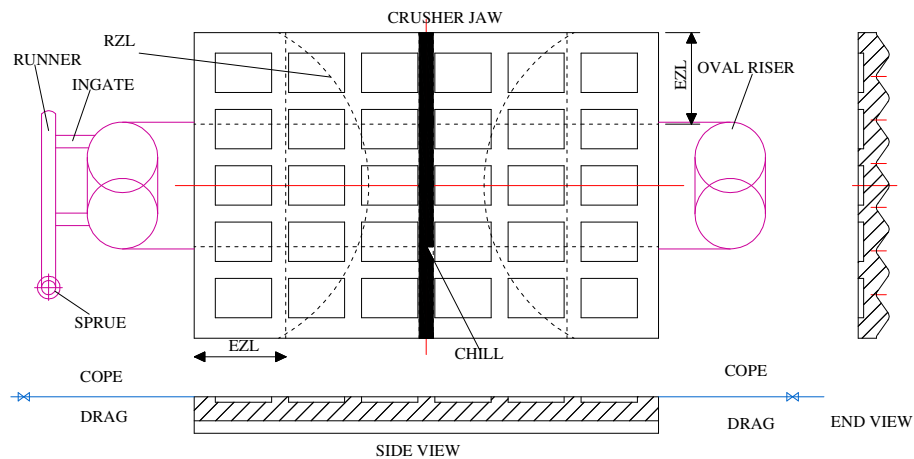 CRUSHER JAW
RZL
RUNNER
INGATE
EZL
OVAL RISER
SPRUE
EZL
CHILL
COPE
COPE
DRAG
DRAG
END VIEW
SIDE VIEW